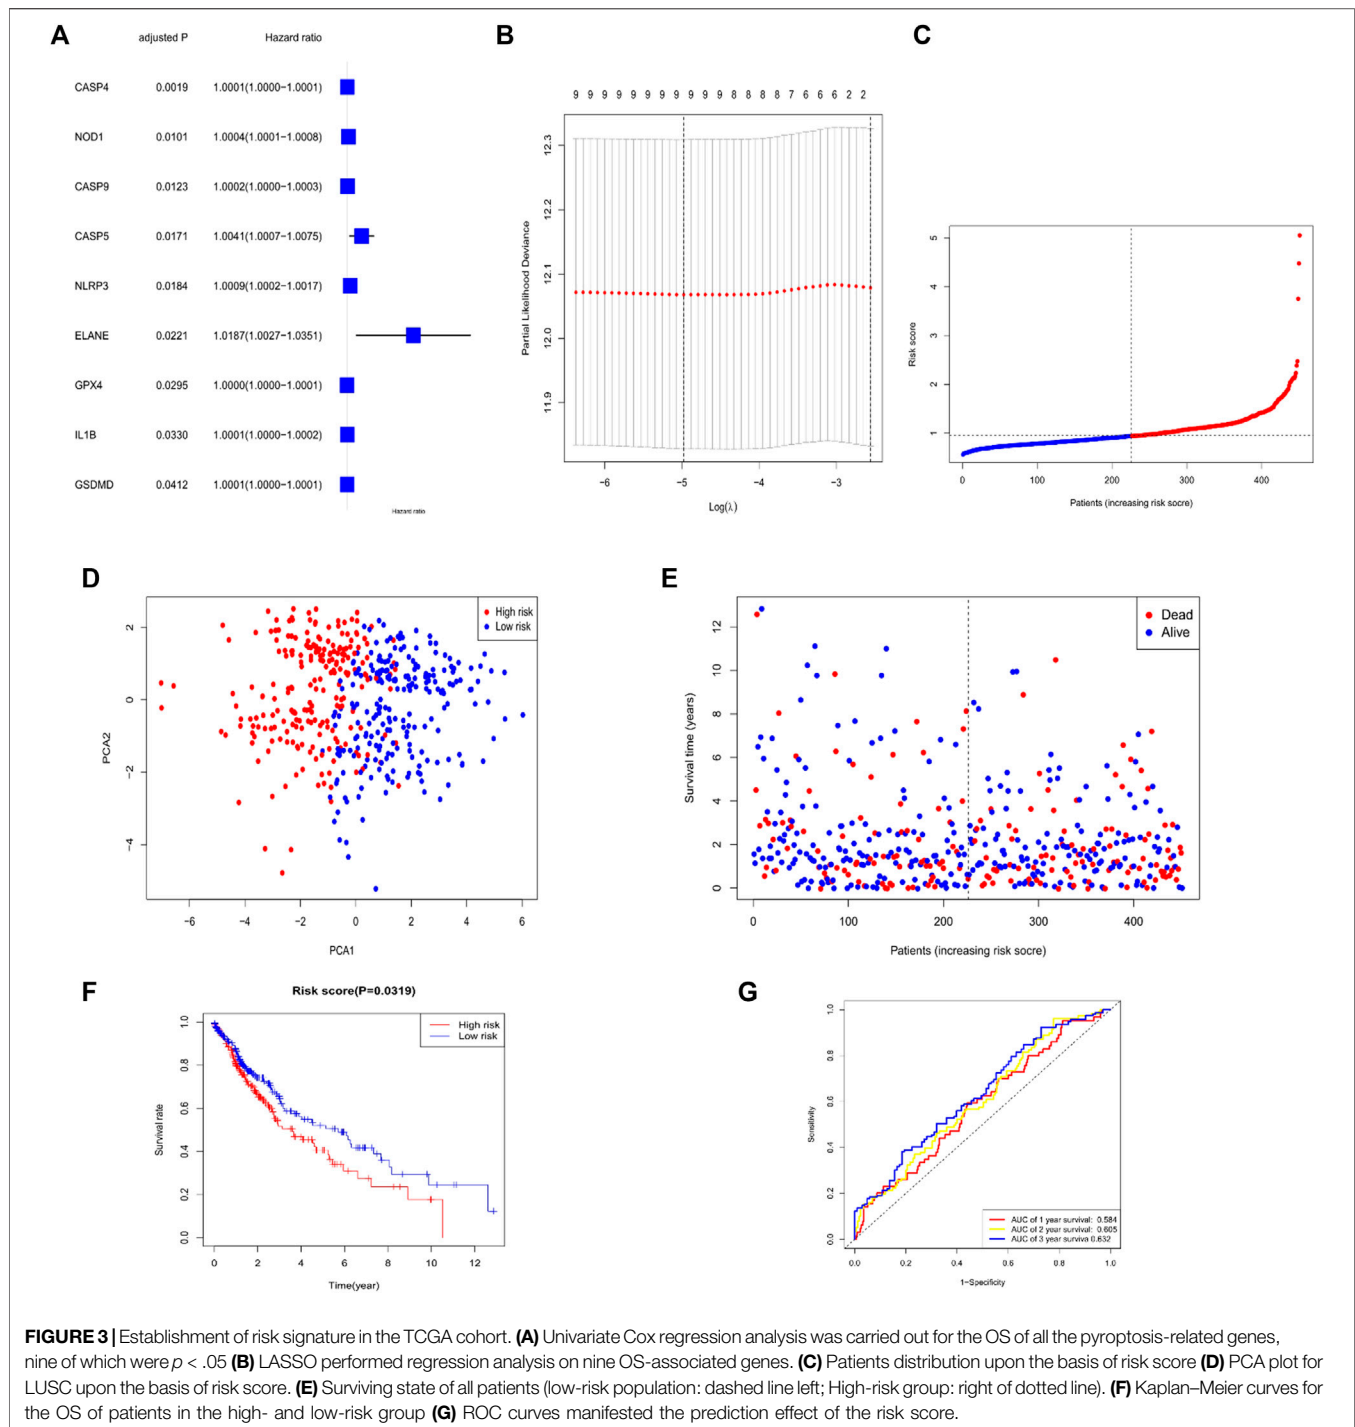 A
adjusted P Hazard ratio
CASP4 0.0019 1.0001(1.0000−1.0001)
NOD1 0.0101 1.0004(1.0001−1.0008)
CASP9 0.0123 1.0002(1.0000−1.0003)
CASP5 0.0171 1.0041(1.0007−1.0075)
NLRP3 0.0184 1.0009(1.0002−1.0017)
ELANE 0.0221 1.0187(1.0027−1.0351)
GPX4 0.0295 1.0000(1.0000−1.0001)
IL1B 0.0330 1.0001(1.0000−1.0002)
GSDMD 0.0412 1.0001(1.0000−1.0001)
Hazard ratio
B
9 9 9 9 9 9 9 9 9 9 9 8 8 8 8 7 6 6 6 2 2
Partial Likelihood Deviance
12.3
12.2
12.1
12.0
11.9
−6 −5 −4 −3
Log(λ)
C
Risk score
5
4
3
2
1
0 100 200 300 400
Patients (increasing risk socre)
D
High risk
Low risk
PCA2
2
0
−2
−4
−6 −4 −2 0 2 4 6
PCA1
E
Dead
Alive
Survival time (years)
12
10
8
6
4
2
0
0 100 200 300 400
Patients (increasing risk socre)
F
Risk score(P=0.0319)
High risk
Low risk
Survival rate
1.0
0.8
0.6
0.4
0.2
0.0
0 2 4 6 8 10 12
Time(year)
G
Sensitivity
1.0
0.8
0.6
0.4
0.2
0.0
AUC of 1 year survival: 0.584
AUC of 2 year survival: 0.605
AUC of 3 year surviva 0.632
0.0 0.2 0.4 0.6 0.8 1.0
1−Specificity
FIGURE 3 | Establishment of risk signature in the TCGA cohort. (A) Univariate Cox regression analysis was carried out for the OS of all the pyroptosis-related genes,
nine of which were p < .05 (B) LASSO performed regression analysis on nine OS-associated genes. (C) Patients distribution upon the basis of risk score (D) PCA plot for
LUSC upon the basis of risk score. (E) Surviving state of all patients (low-risk population: dashed line left; High-risk group: right of dotted line). (F) Kaplan–Meier curves for
the OS of patients in the high- and low-risk group (G) ROC curves manifested the prediction effect of the risk score.